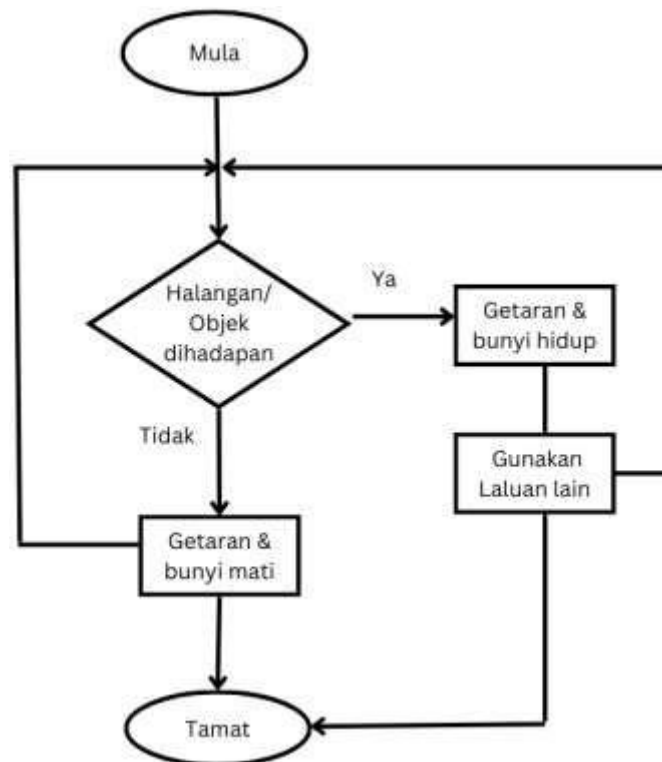 Mula
Halangan/
Objek
dihadapan
Ya
Getaran &
bunyi hidup
Tidak
Gunakan
Laluan lain
Getaran &
bunyi mati
Tamat